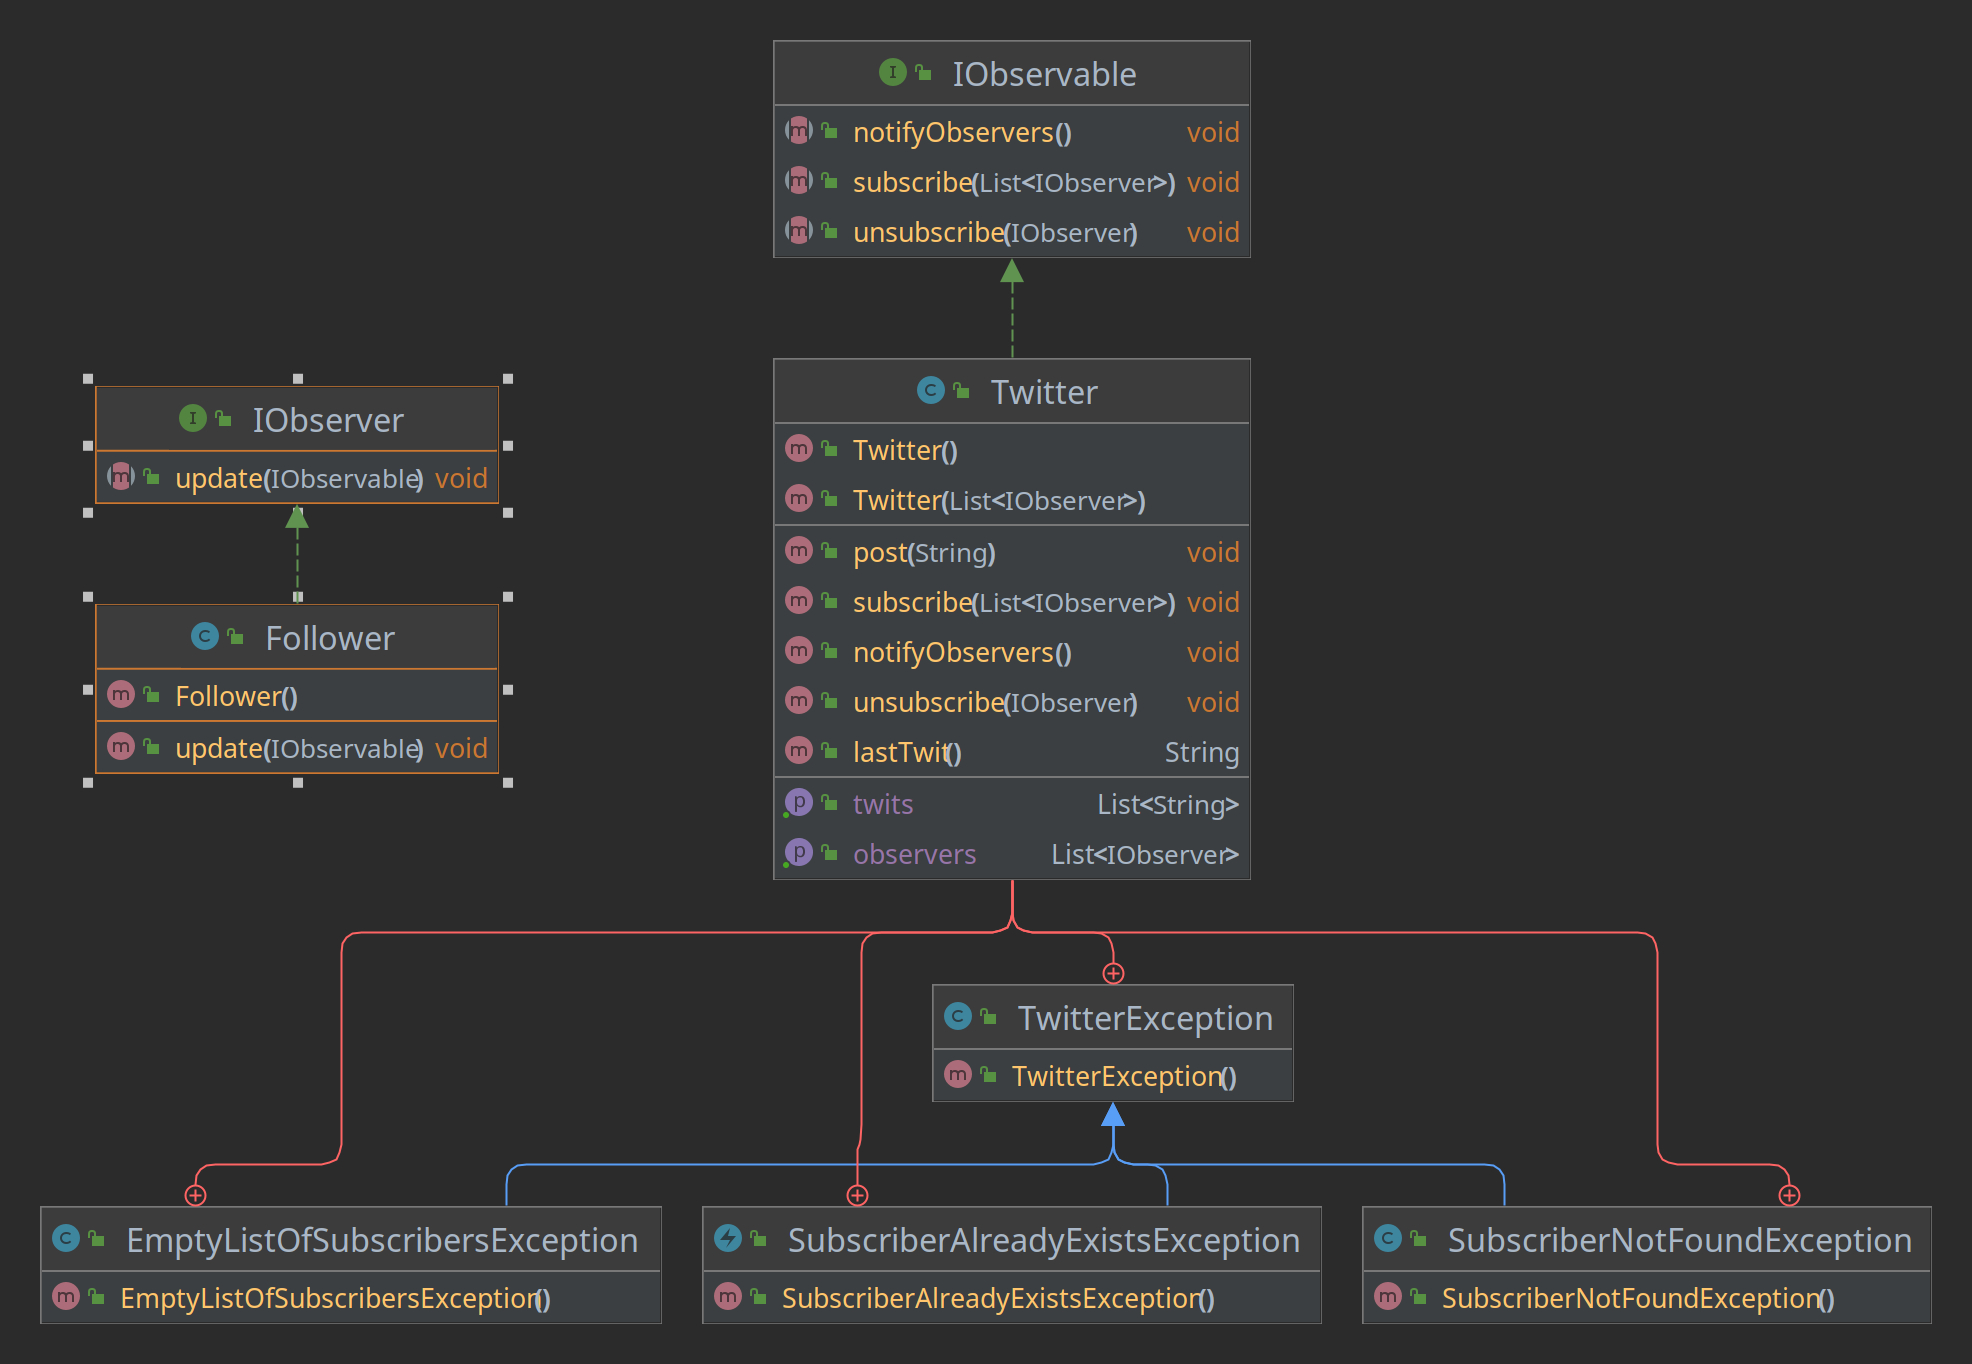 IObservable
notifyObservers() void
subscribe(List<IObserver>) void
unsubscribe(IObserver) void
IObserver
update(IObservable) void
Follower
Follower()
update(IObservable) void
Twitter
Twitter()
Twitter(List<IObserver>)
post(String) void
subscribe(List<IObserver>) void
notifyObservers() void
unsubscribe(IObserver) void
lastTwit() String
twits List<String>
observers List<IObserver>
TwitterException
TwitterException()
EmptyListOfSubscribersException
EmptyListOfSubscribersException()
SubscriberAlreadyExistsException
SubscriberAlreadyExistsException()
SubscriberNotFoundException
SubscriberNotFoundException()